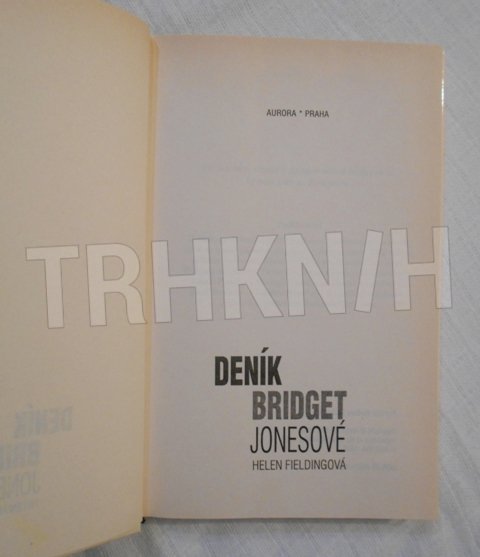 AURORA * PRAHA
TRHKNIH
DENÍK
BRIDGET
JONESOVÉ
HELEN FIELDINGOVÁ